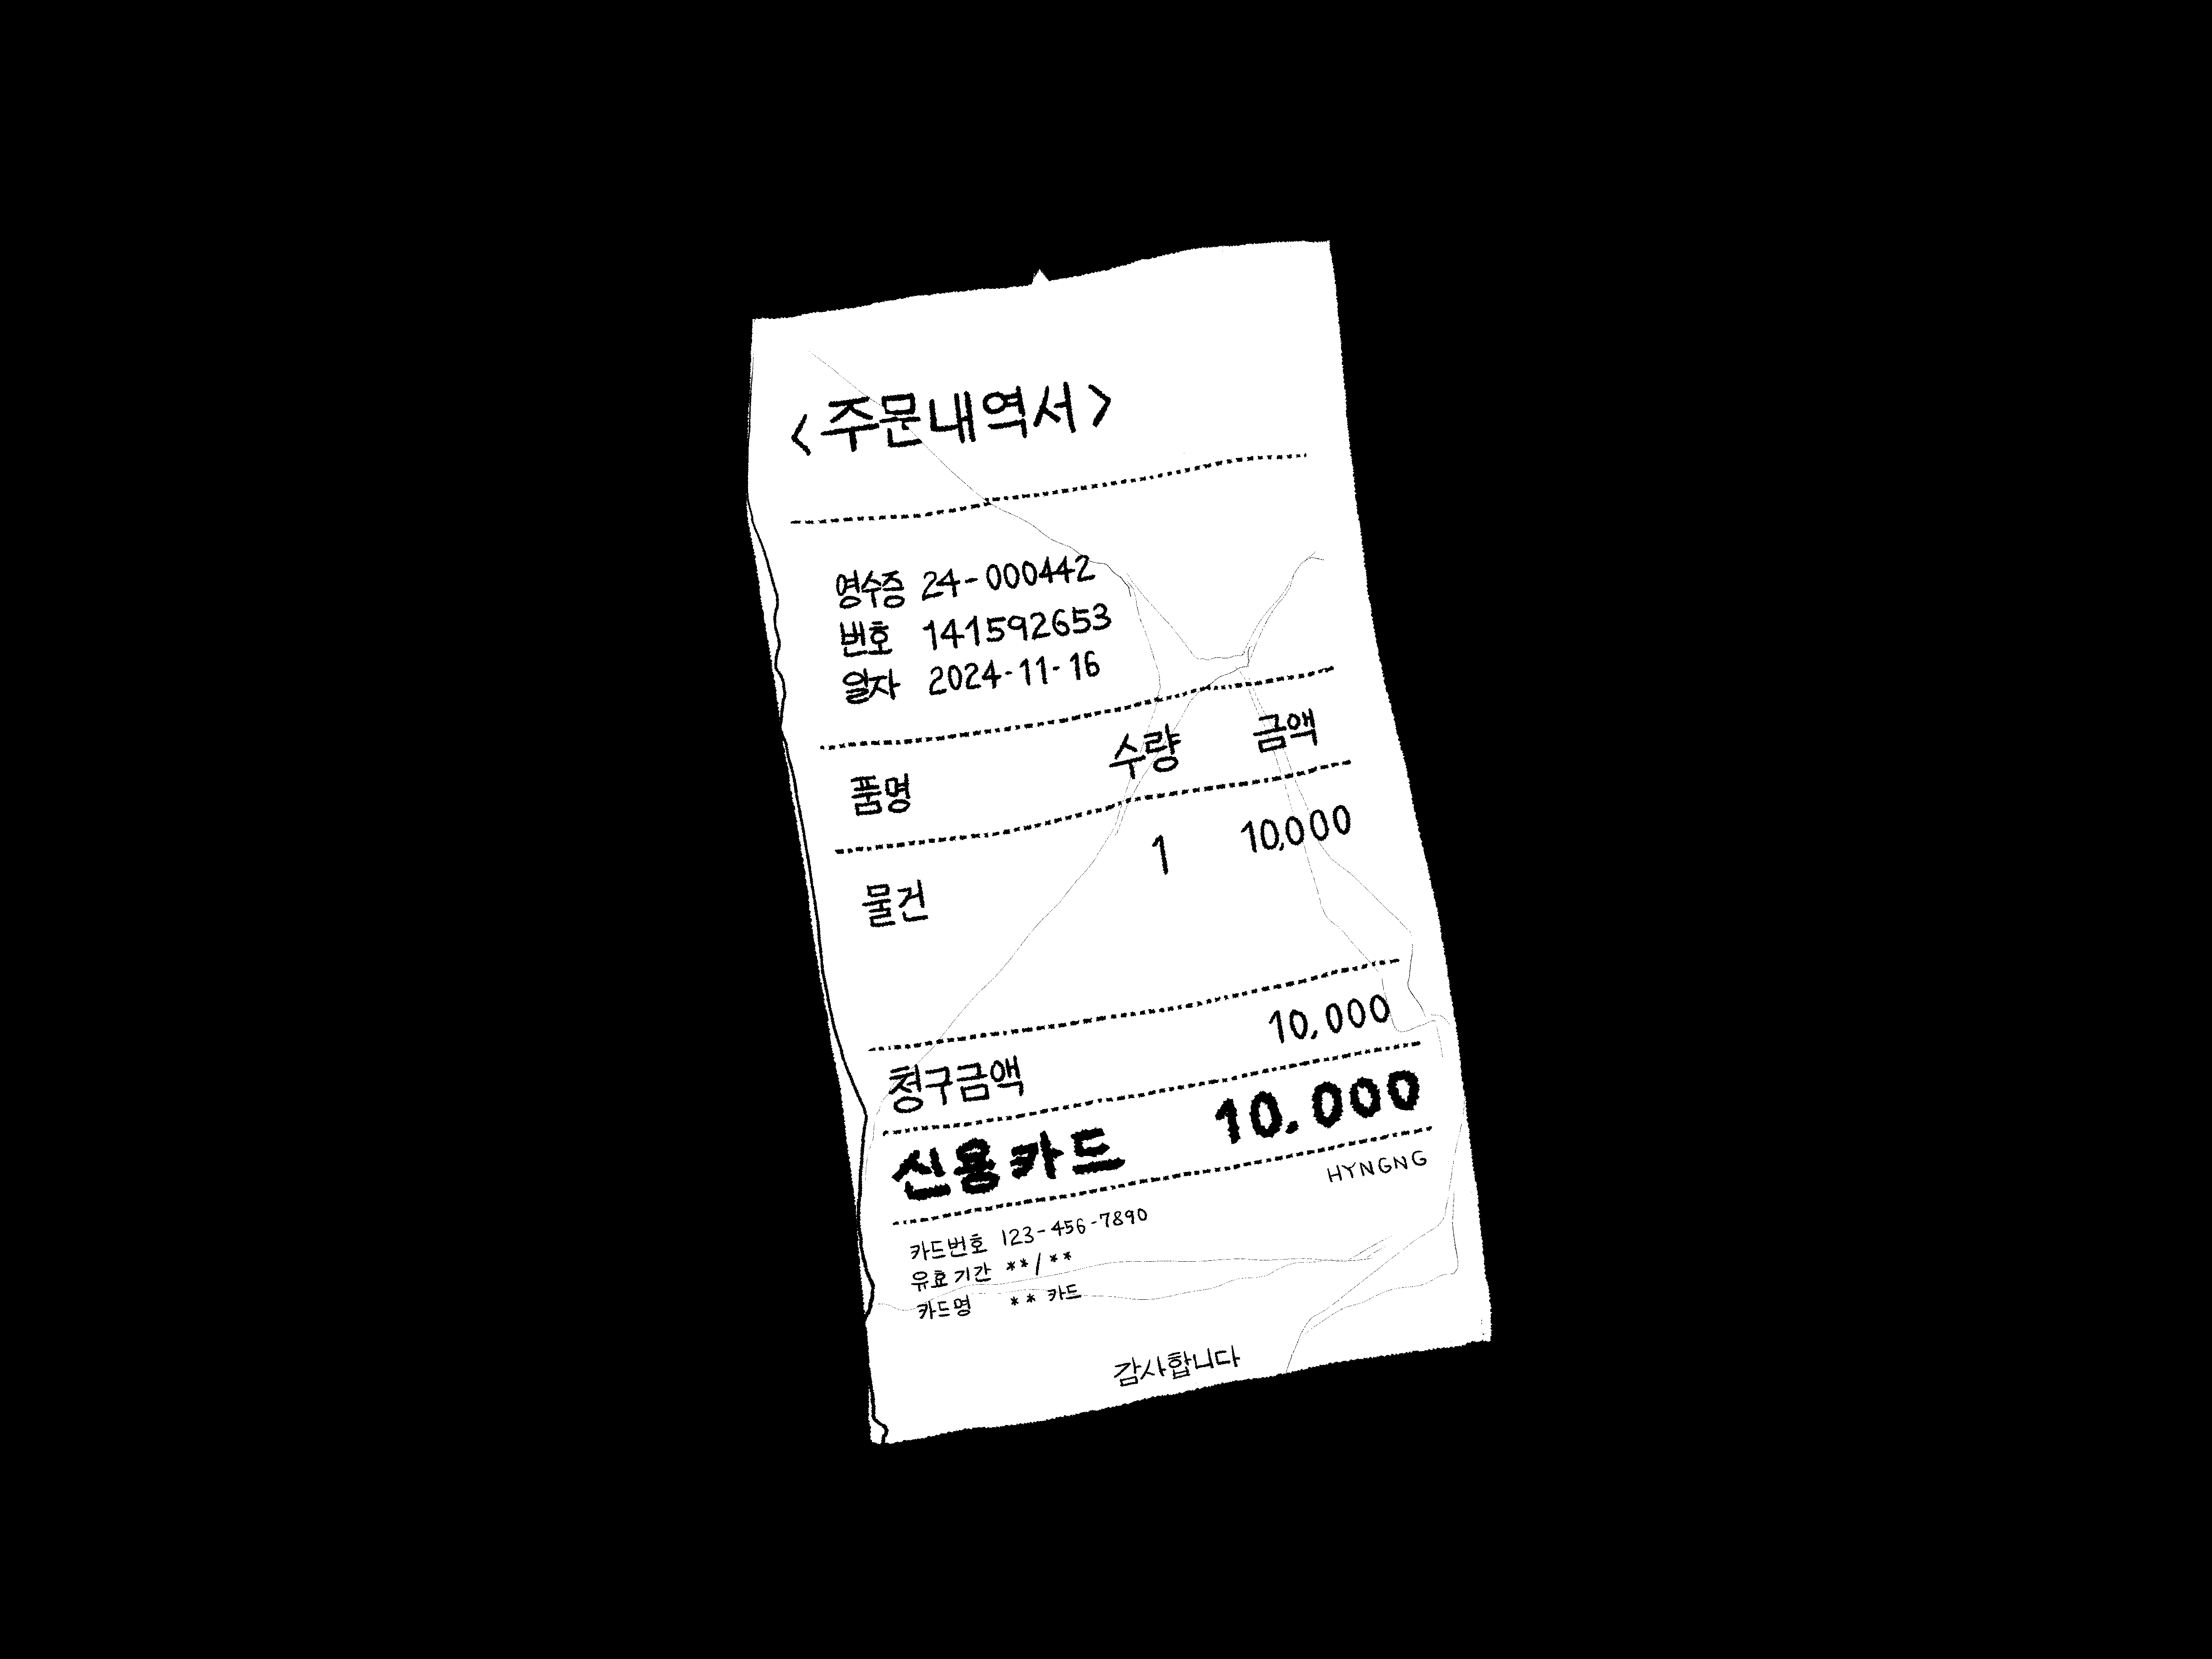 <주문내역서>
영수증 24-000442
번호 141592653
일자 2024-11-16
품명 수량 금액
물건 1 10,000
청구금액 10,000
신용카드 10.000
HYNGNG
카드번호 123-456-7890
유효기간 **/**
카드명 ** 카드
감사합니다